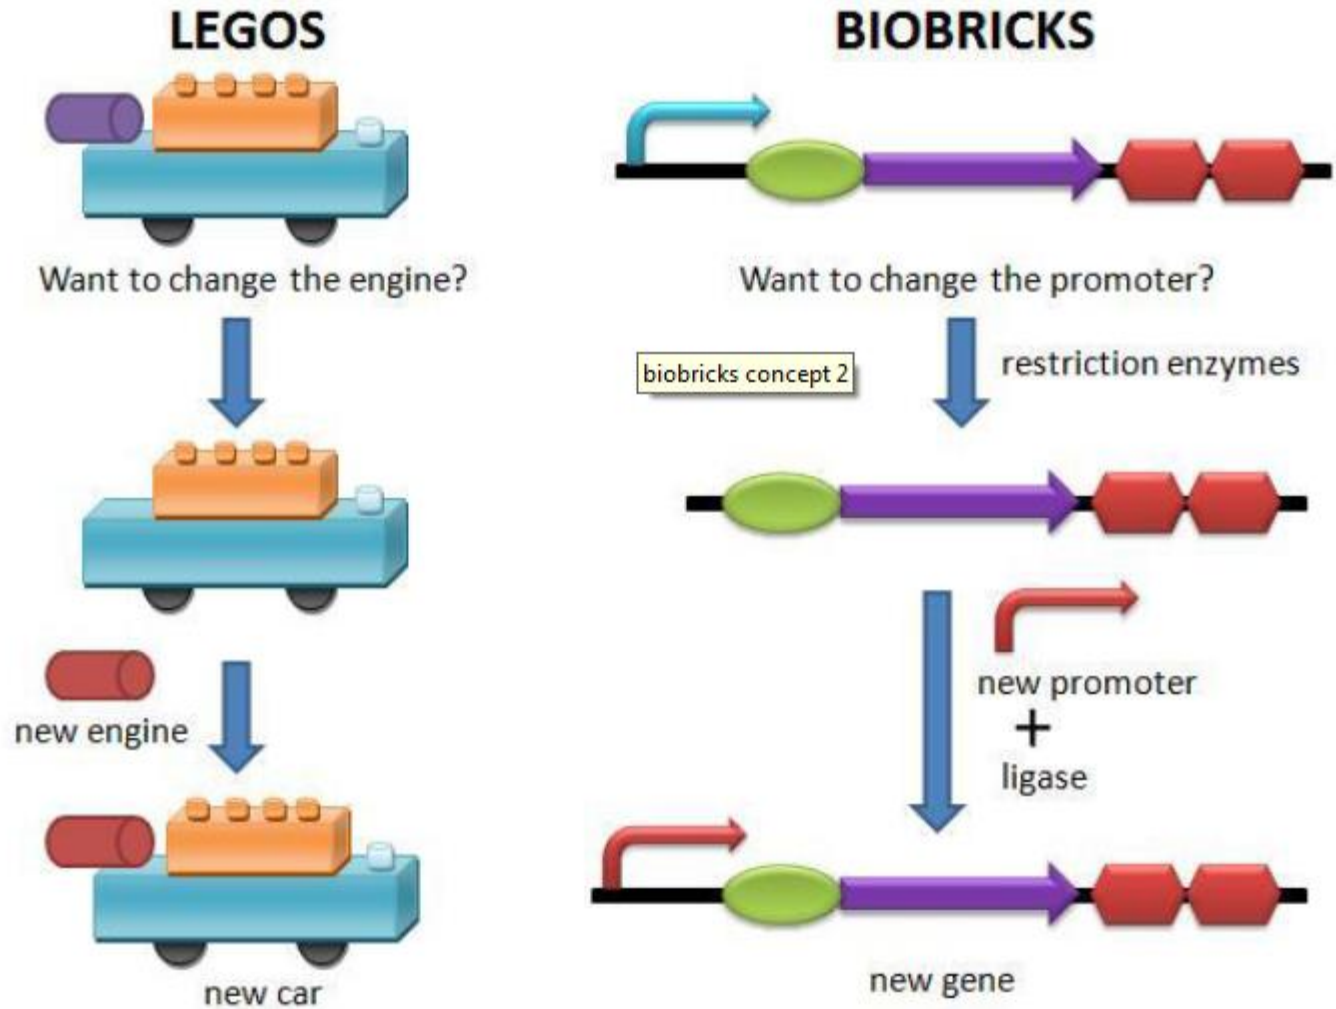 LEGOS
Want to change the engine?
new engine
new car
BIOBRICKS
Want to change the promoter?
restriction enzymes
biobricks concept 2
new promoter
+
ligase
new gene